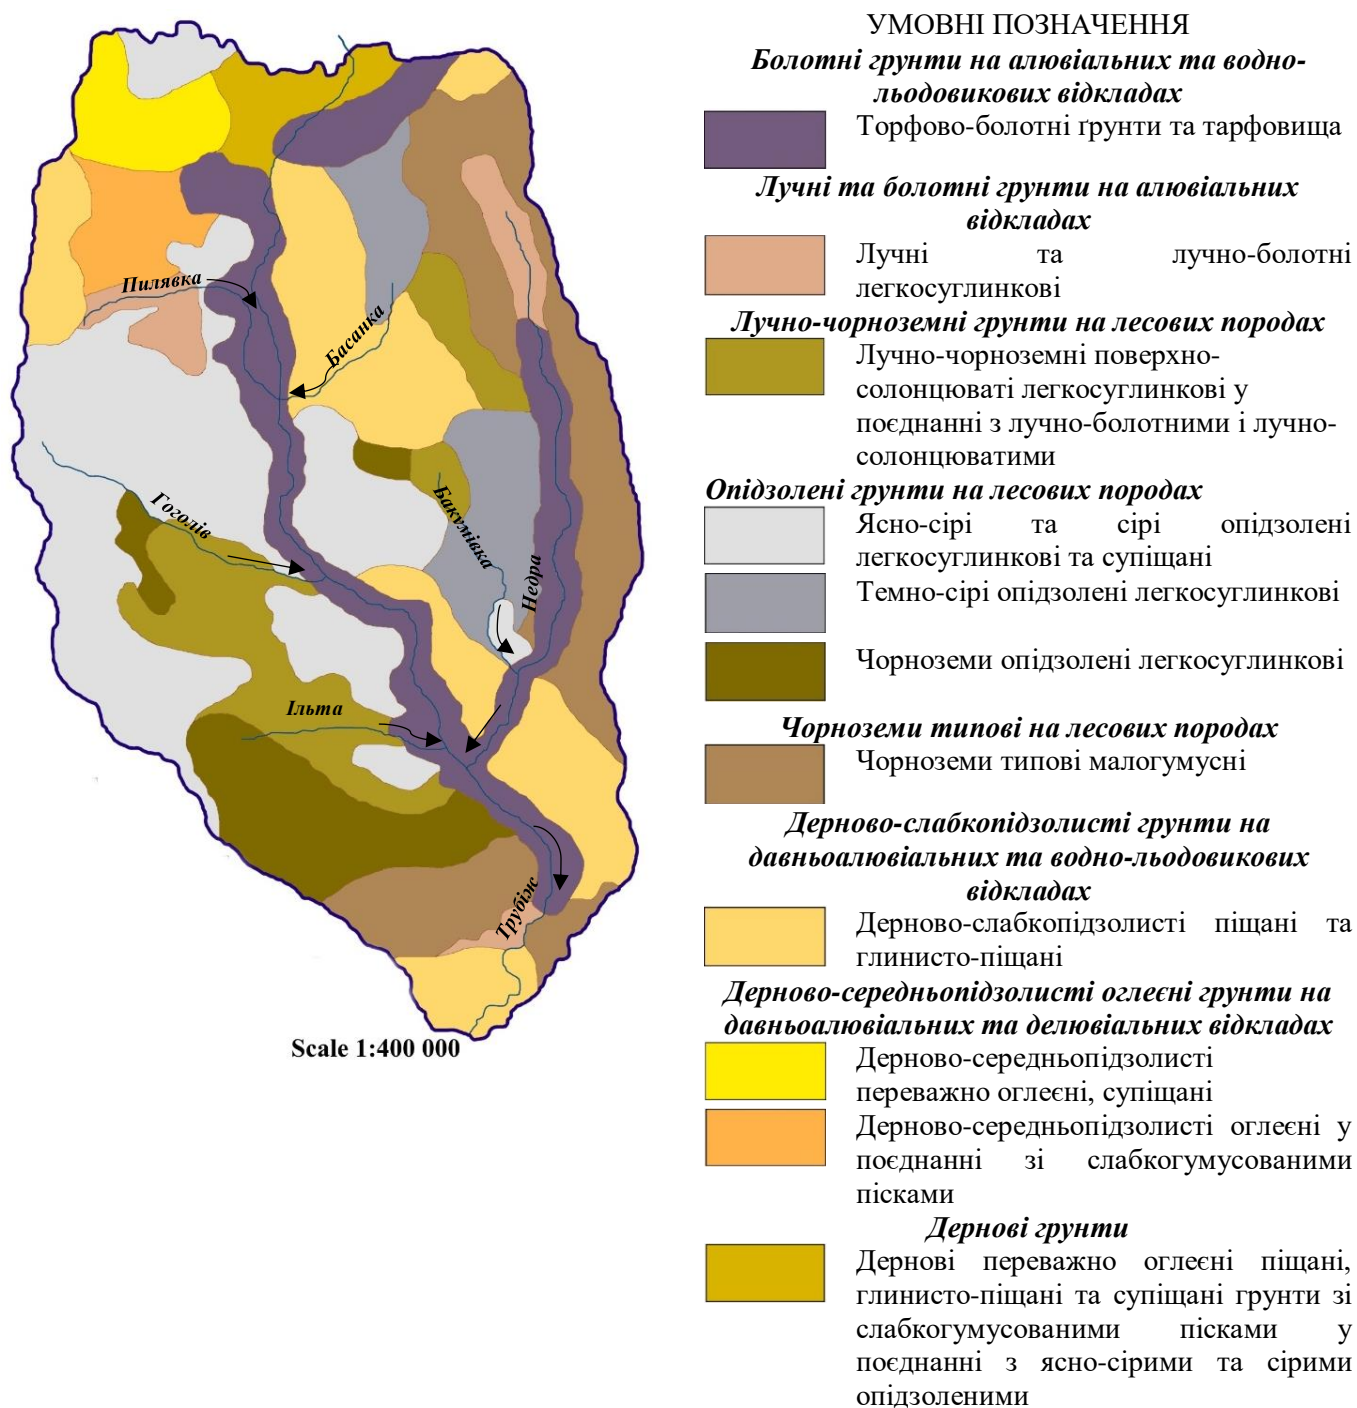 УМОВНІ ПОЗНАЧЕННЯ
Болотні грунти на алювіальних та водно-
льодовикових відкладах
Торфово-болотні ґрунти та тарфовища
Лучні та болотні грунти на алювіальних
відкладах
Лучні та лучно-болотні
легкосуглинкові
Лучно-чорноземні грунти на лесових породах
Лучно-чорноземні поверхно-
солонцюваті легкосуглинкові у
поєднанні з лучно-болотними і лучно-
солонцюватими
Опідзолені грунти на лесових породах
Ясно-сірі та сірі опідзолені
легкосуглинкові та супіщані
Темно-сірі опідзолені легкосуглинкові
Чорноземи опідзолені легкосуглинкові
Чорноземи типові на лесових породах
Чорноземи типові малогумусні
Дерново-слабкопідзолисті грунти на
давньоалювіальних та водно-льодовикових
відкладах
Дерново-слабкопідзолисті піщані та
глинисто-піщані
Дерново-середньопідзолисті оглеєні грунти на
давньоалювіальних та делювіальних відкладах
Дерново-середньопідзолисті
переважно оглеєні, супіщані
Дерново-середньопідзолисті оглеєні у
поєднанні зі слабкогумусованими
пісками
Дернові грунти
Дернові переважно оглеєні піщані,
глинисто-піщані та супіщані грунти зі
слабкогумусованими пісками у
поєднанні з ясно-сірими та сірими
опідзоленими
Пилявка
Басанка
Гоголів
Бакумівка
Недра
Ільта
Трубіж
Scale 1:400 000